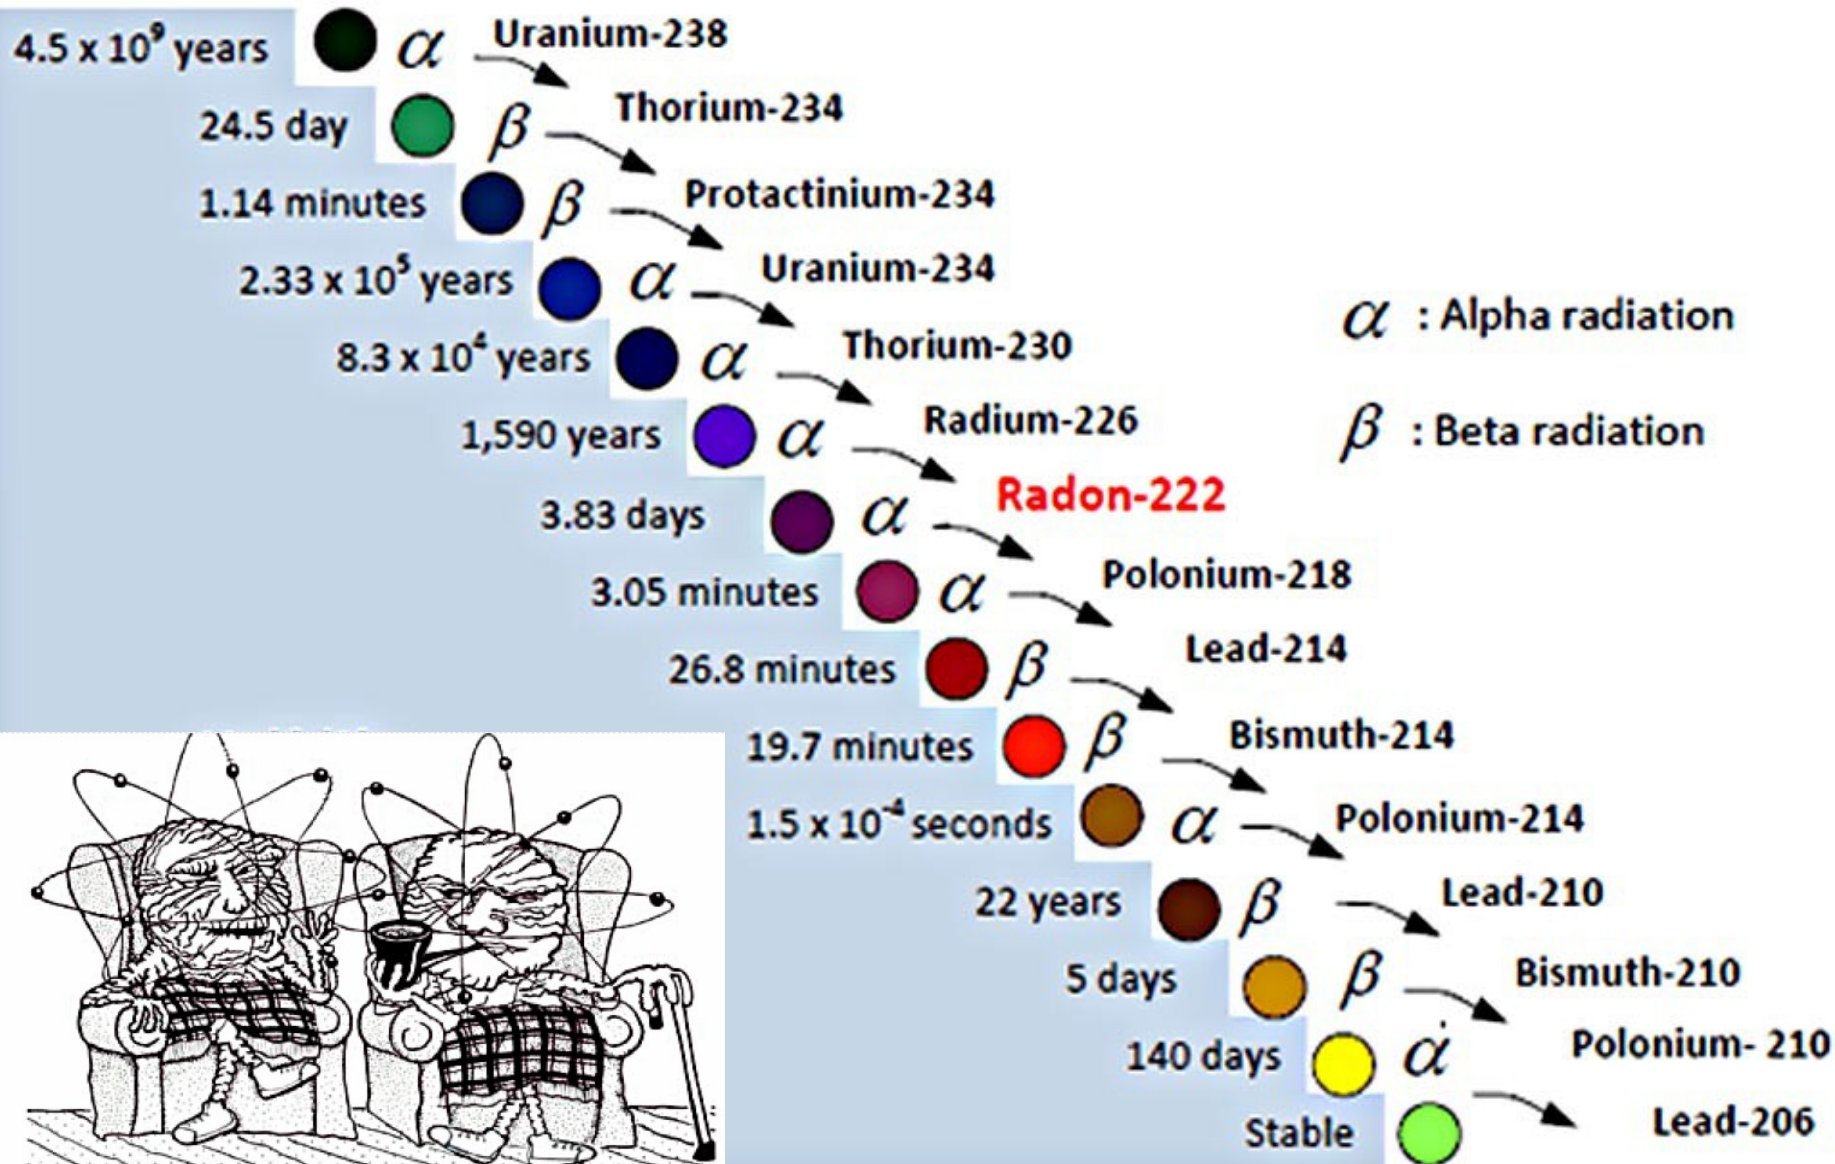 4.5 x 10⁹ years α Uranium-238
24.5 day β Thorium-234
1.14 minutes β Protactinium-234
2.33 x 10⁵ years α Uranium-234
8.3 x 10⁴ years α Thorium-230
1,590 years α Radium-226
3.83 days α Radon-222
3.05 minutes α Polonium-218
26.8 minutes β Lead-214
19.7 minutes β Bismuth-214
1.5 x 10⁻⁴ seconds α Polonium-214
22 years β Lead-210
5 days β Bismuth-210
140 days α Polonium- 210
Stable Lead-206
α : Alpha radiation
β : Beta radiation